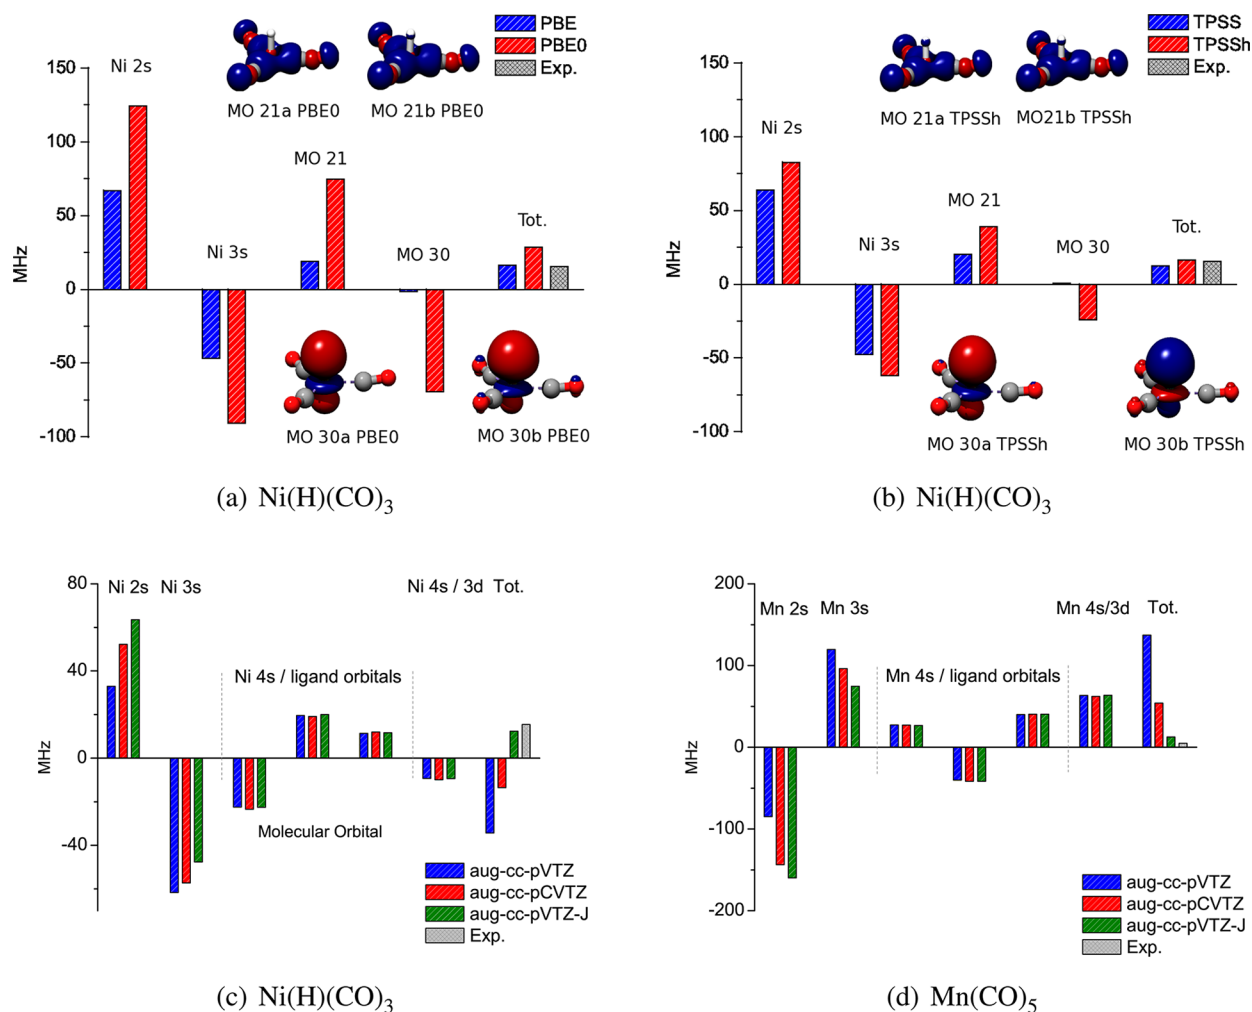 PBE
PBE0
Exp.
150
100
50
0
-50
-100
MHz
Ni 2s
MO 21a PBE0
MO 21b PBE0
MO 21
Ni 3s
MO 30
Tot.
MO 30a PBE0
MO 30b PBE0
(a) Ni(H)(CO)₃
TPSS
TPSSh
Exp.
150
100
50
0
-50
-100
MHz
Ni 2s
MO 21a TPSSh
MO21b TPSSh
MO 21
Ni 3s
MO 30
Tot.
MO 30a TPSSh
MO 30b TPSSh
(b) Ni(H)(CO)₃
80
40
0
-40
MHz
Ni 2s
Ni 3s
Ni 4s / 3d
Tot.
Ni 4s / ligand orbitals
Molecular Orbital
aug-cc-pVTZ
aug-cc-pCVTZ
aug-cc-pVTZ-J
Exp.
(c) Ni(H)(CO)₃
200
100
0
-100
-200
MHz
Mn 2s
Mn 3s
Mn 4s/3d
Tot.
Mn 4s / ligand orbitals
aug-cc-pVTZ
aug-cc-pCVTZ
aug-cc-pVTZ-J
Exp.
(d) Mn(CO)₅